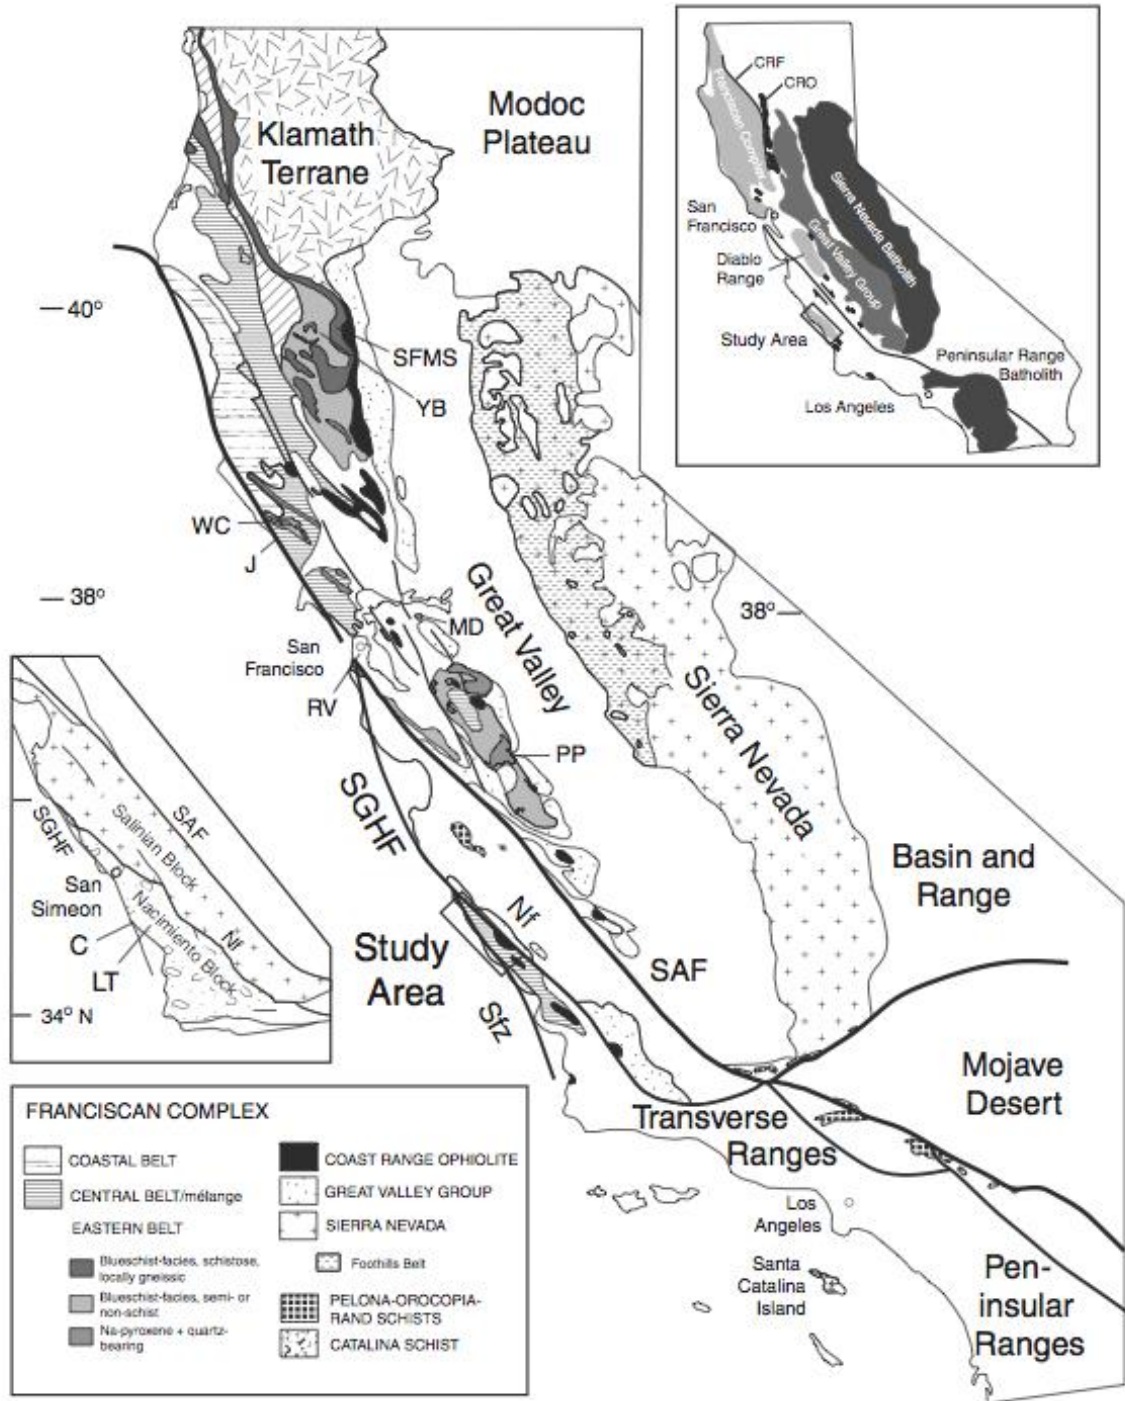 Klamath
Terrane
Modoc
Plateau
40°
SFMS
YB
WC
J
38°
38°
MD
San
Francisco
RV
PP
Great Valley
Sierra Nevada
SGHF
Nf
SAF
Study
Area
Sfz
Basin and
Range
Mojave
Desert
Transverse
Ranges
Los
Angeles
Santa
Catalina
Island
Pen-
insular
Ranges
CRF
CRO
Franciscan Complex
Sierra Nevada Batholith
Great Valley Group
San
Francisco
Diablo
Range
Study Area
Peninsular Range
Batholith
Los Angeles
SAF
Salinian Block
SGHF
San
Simeon
Nacimiento Block
Nf
C
LT
34° N
FRANCISCAN COMPLEX
COASTAL BELT
CENTRAL BELT/mélange
EASTERN BELT
Blueschist-facies, schistose,
locally gneissic
Blueschist-facies, semi- or
non-schist
Na-pyroxene + quartz-
bearing
COAST RANGE OPHIOLITE
GREAT VALLEY GROUP
SIERRA NEVADA
Foothills Belt
PELONA-OROCOPIA-
RAND SCHISTS
CATALINA SCHIST